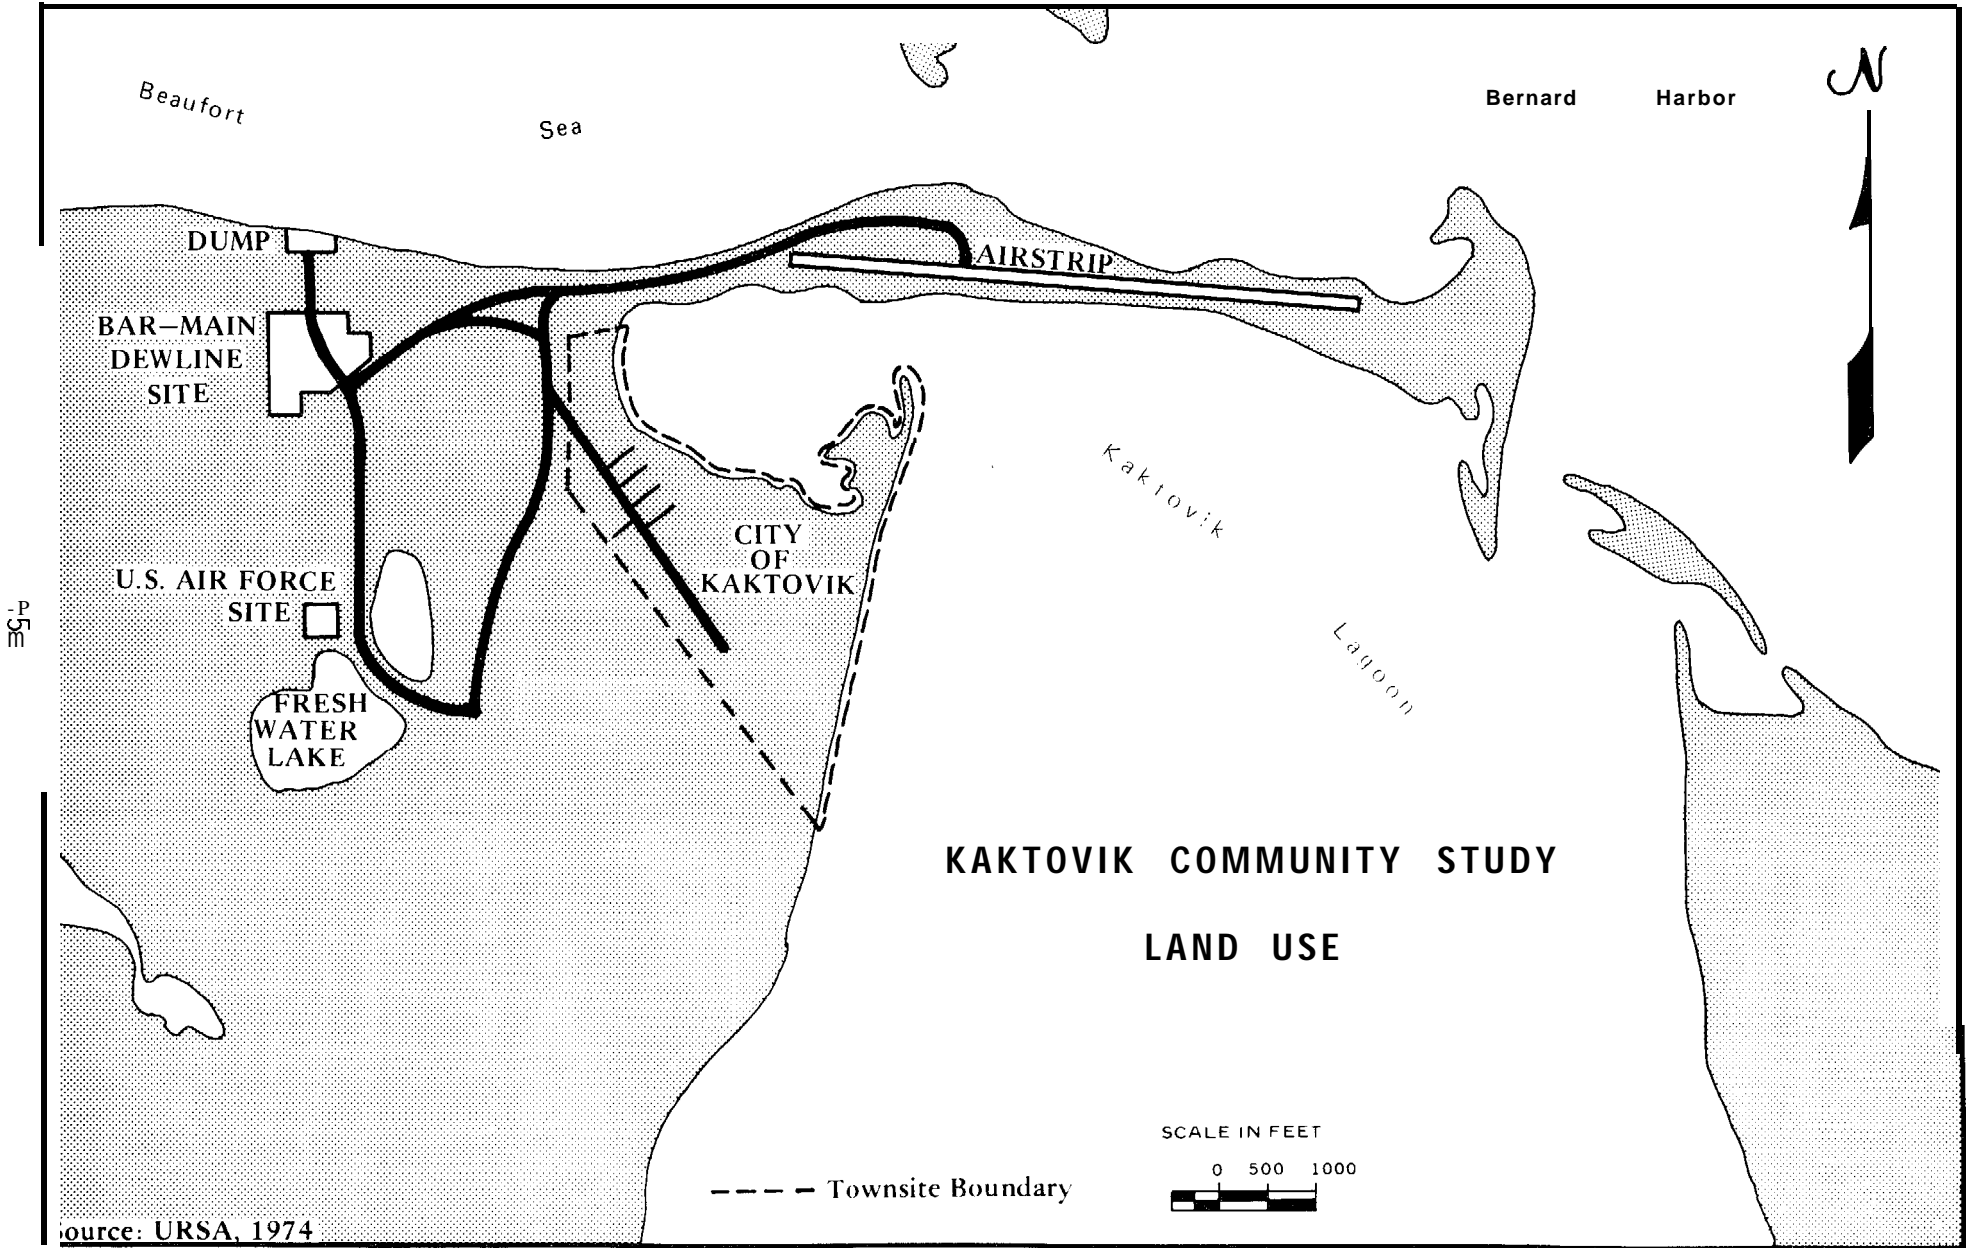 Beaufort
Sea
Bernard Harbor
N
DUMP
AIRSTRIP
BAR—MAIN
DEWLINE
SITE
Kaktovik
CITY
OF
KAKTOVIK
U.S. AIR FORCE
SITE
Lagoon
FRESH
WATER
LAKE
KAKTOVIK COMMUNITY STUDY
LAND USE
SCALE IN FEET
0 500 1000
Townsite Boundary
ource: URSA, 1974